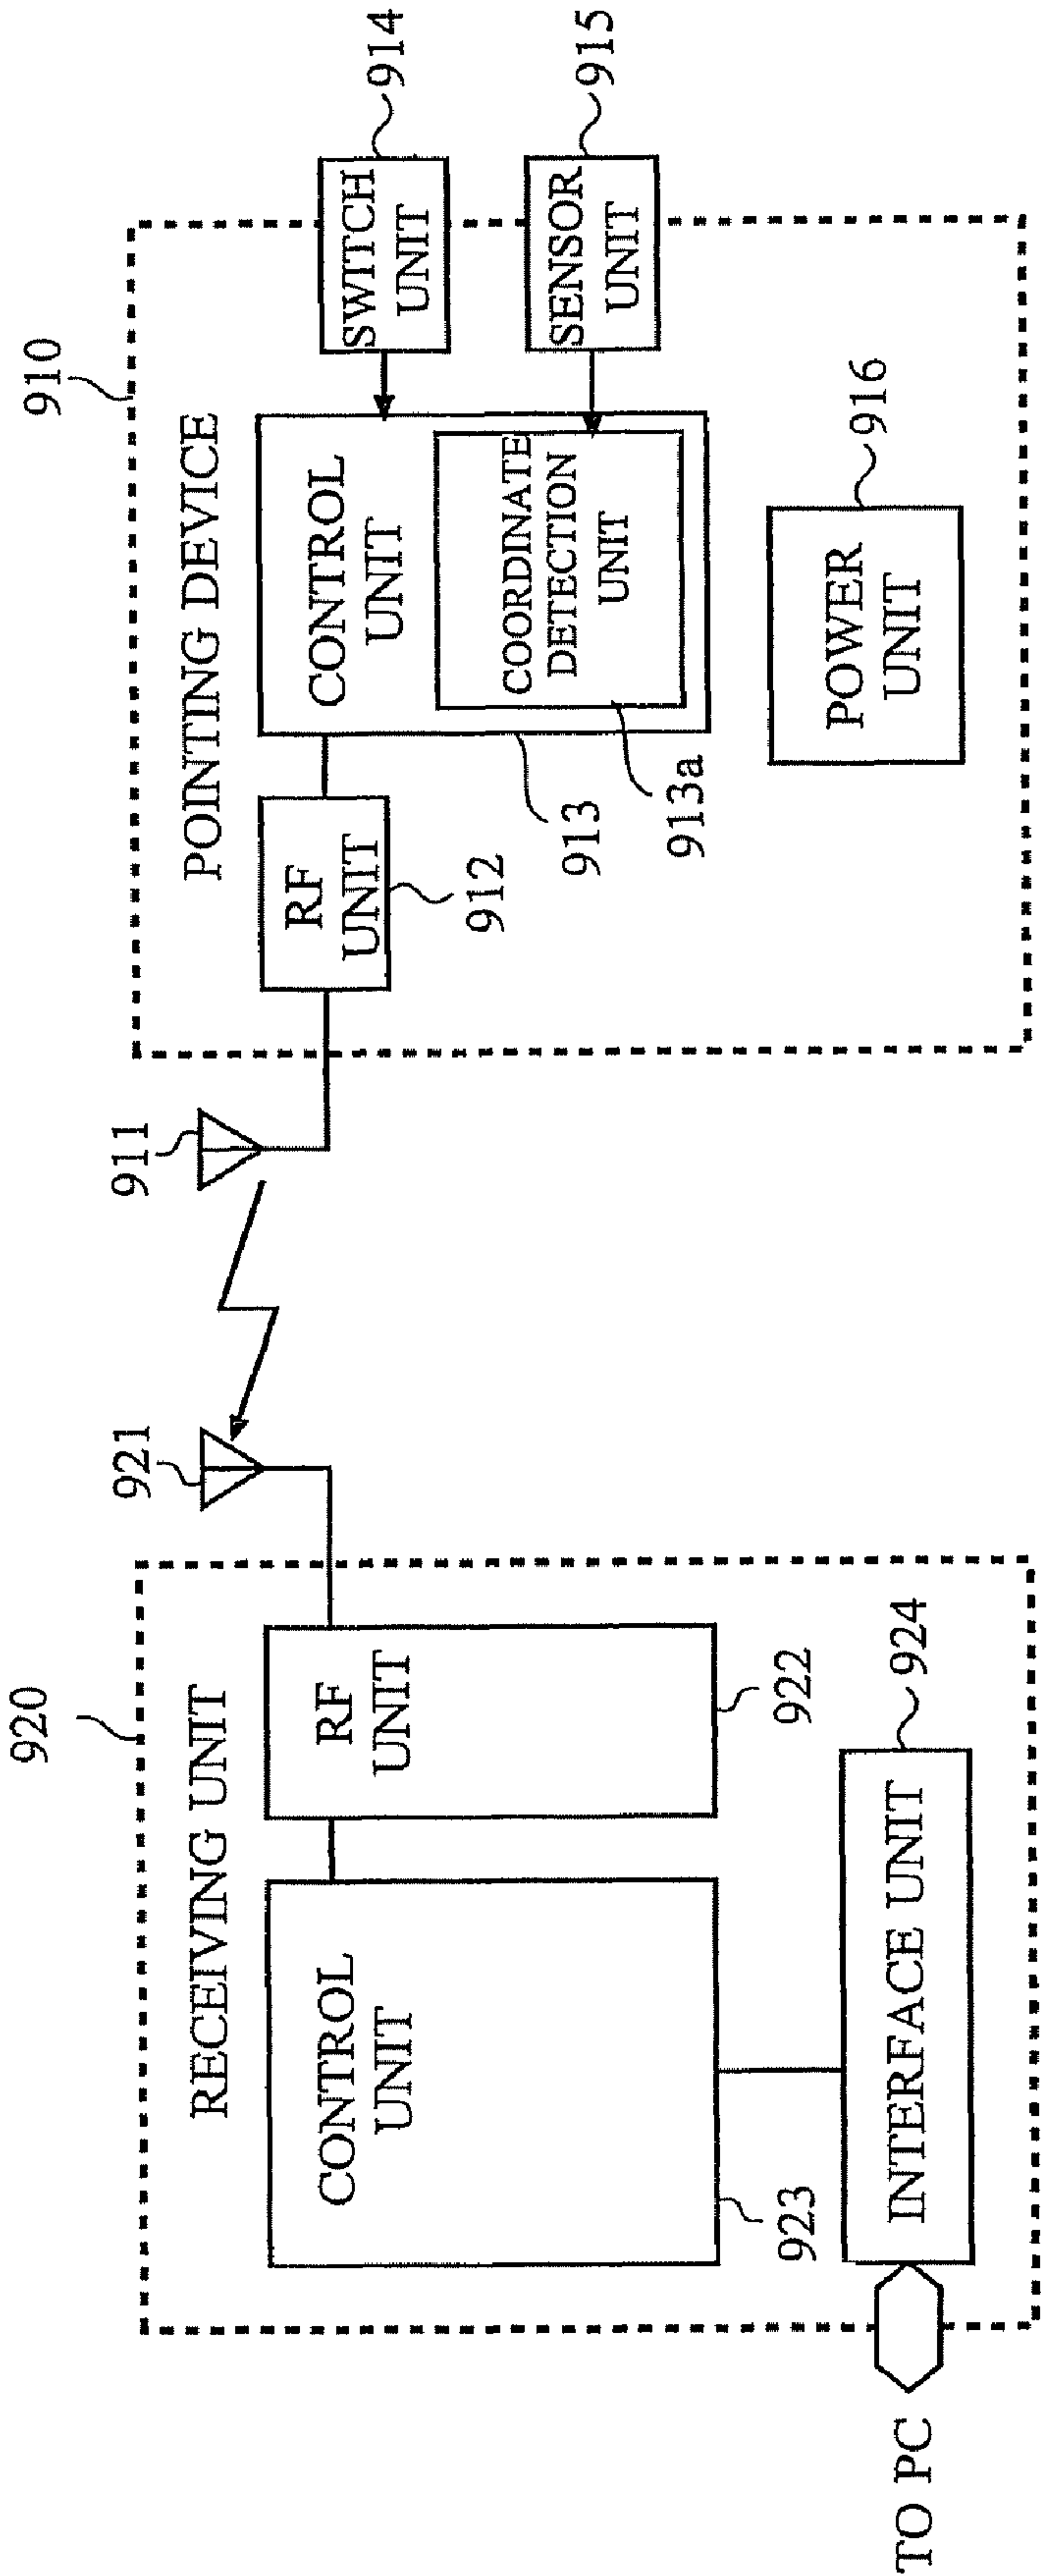 920
910
921
911
RECEIVING UNIT
POINTING DEVICE
CONTROL
UNIT
RF
UNIT
RF
UNIT
CONTROL
UNIT
SWITCH
UNIT
914
912
COORDINATE
DETECTION
UNIT
SENSOR
UNIT
915
913
913a
923
922
INTERFACE UNIT
924
POWER
UNIT
916
TO PC